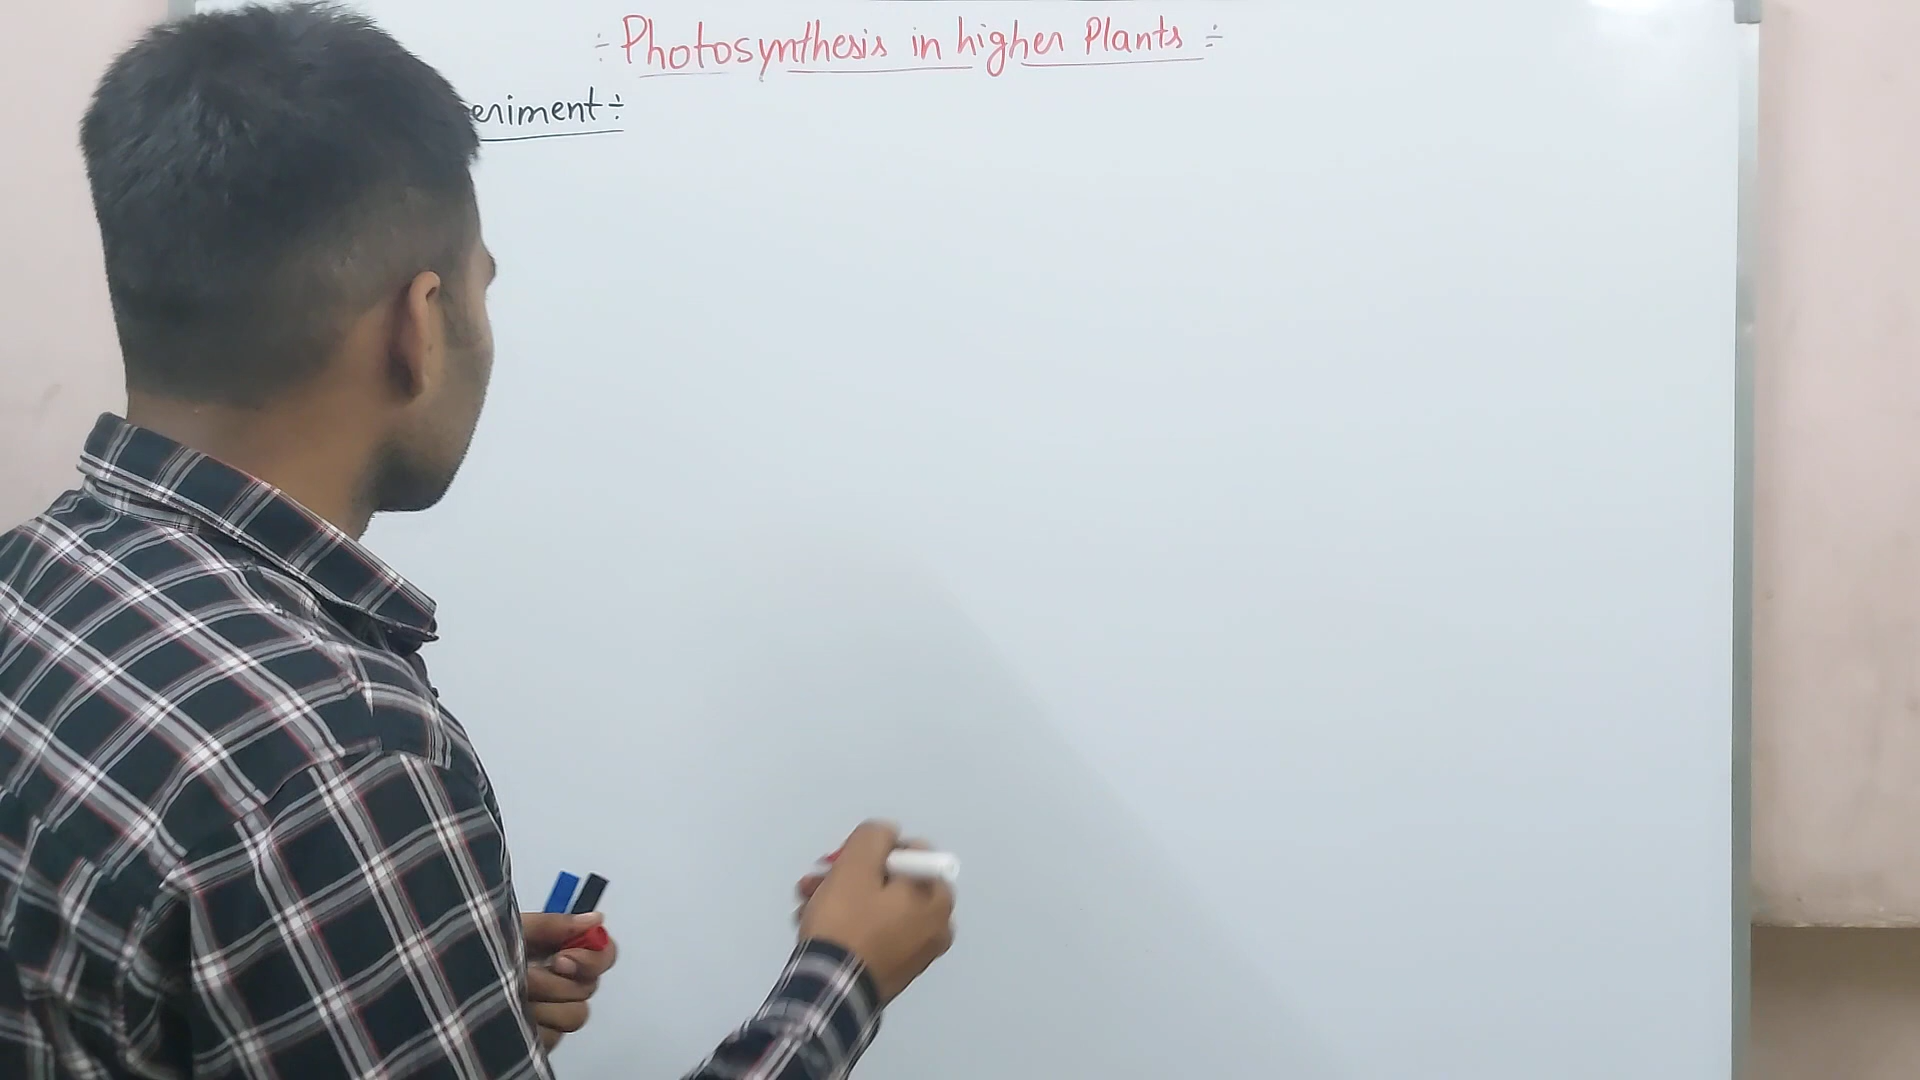 ÷ Photosynthesis in higher Plants ÷
eriment ÷